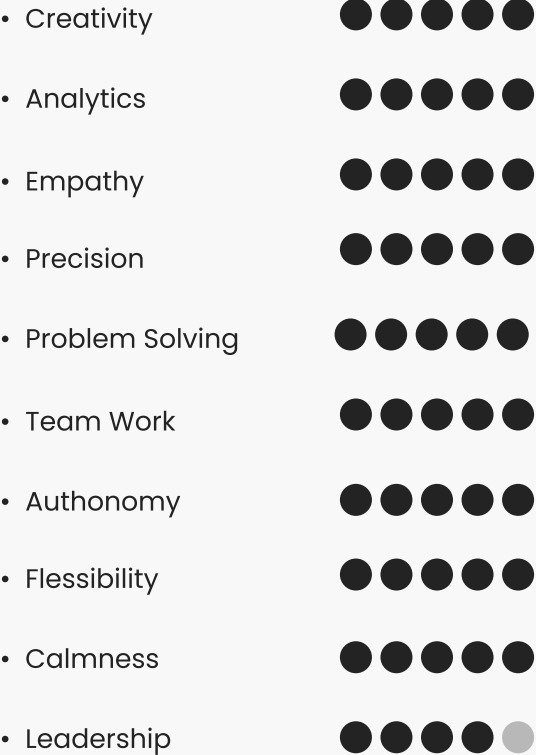 • Creativity
• Analytics
• Empathy
• Precision
• Problem Solving
• Team Work
• Authonomy
• Flessibility
• Calmness
• Leadership